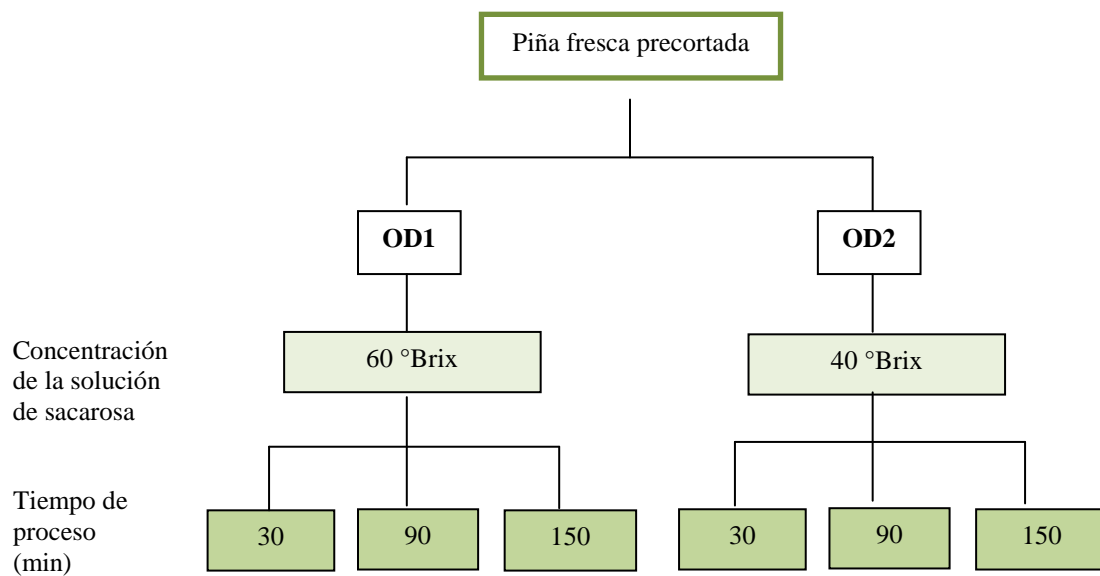 Piña fresca precortada
OD1
OD2
Concentración
de la solución
de sacarosa
60 °Brix
40 °Brix
Tiempo de
proceso
(min)
30
90
150
30
90
150